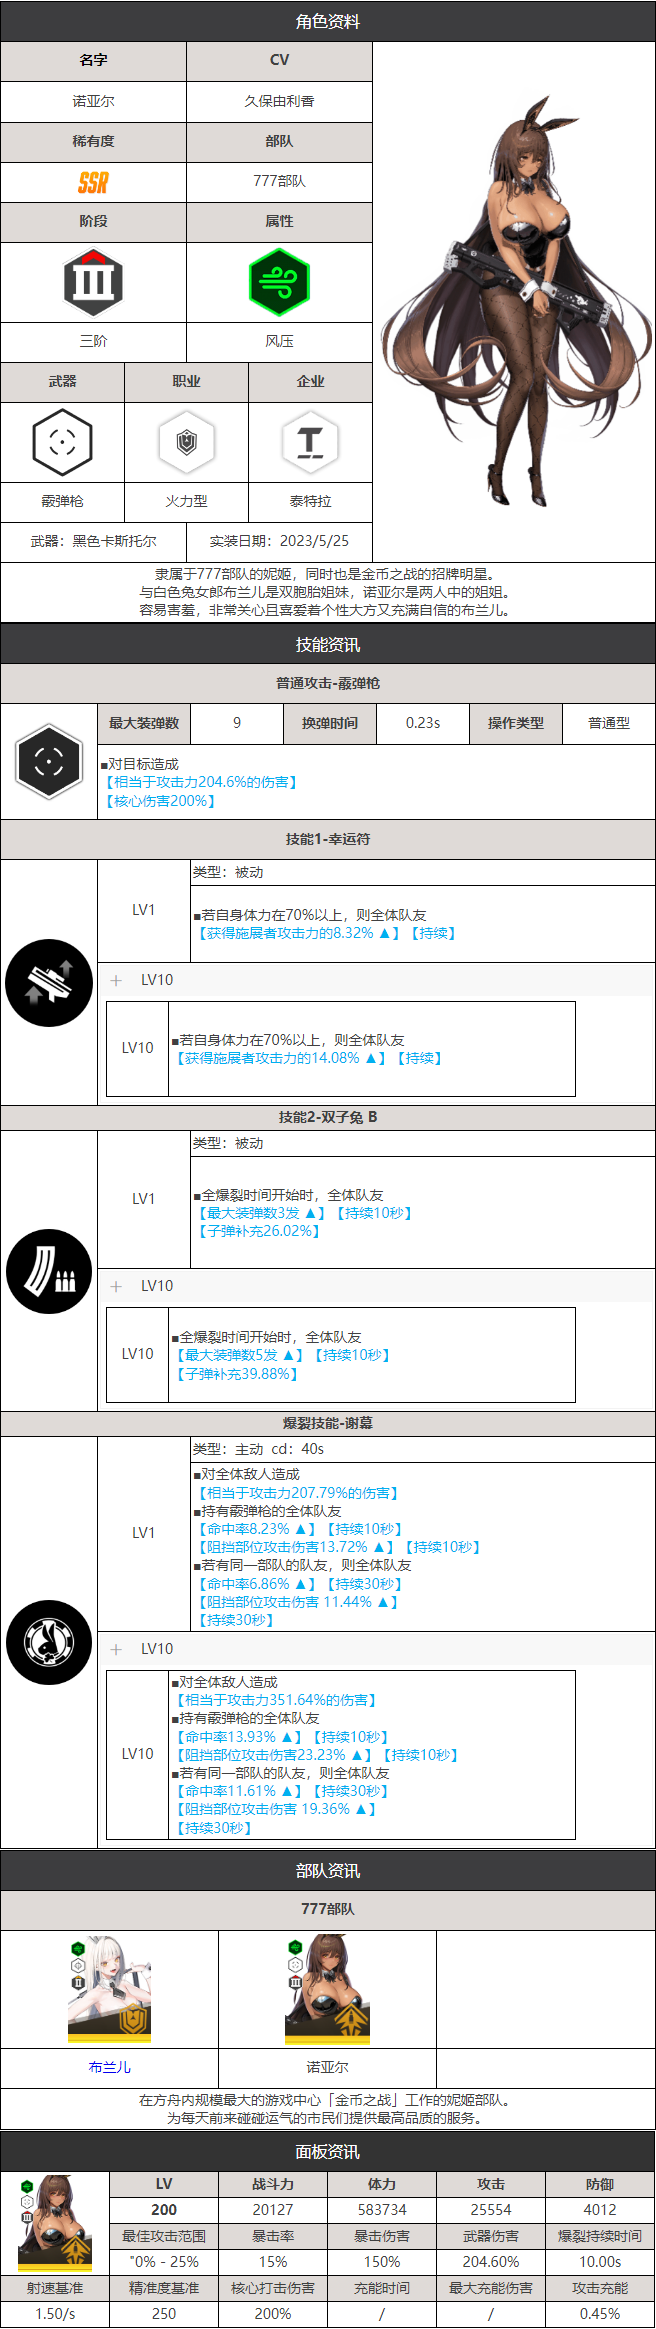 角色资料
名字 CV
诺亚尔 久保由利香
稀有度 部队
SSR 777部队
阶段 属性
三阶 风压
武器 职业 企业
T
霰弹枪 火力型 泰特拉
武器：黑色卡斯托尔 实装日期：2023/5/25
隶属于777部队的妮姬，同时也是金币之战的招牌明星。
与白色兔女郎布兰儿是双胞胎姐妹，诺亚尔是两人中的姐姐。
容易害羞，非常关心且喜爱着个性大方又充满自信的布兰儿。
技能资讯
普通攻击-霰弹枪
最大装弹数 9 换弹时间 0.23s 操作类型 普通型
■对目标造成
【相当于攻击力204.6%的伤害】
【核心伤害200%】
技能1-幸运符
类型：被动
LV1
■若自身体力在70%以上，则全体队友
【获得施展者攻击力的8.32% ▲】【持续】
+ LV10
LV10
■若自身体力在70%以上，则全体队友
【获得施展者攻击力的14.08% ▲】【持续】
技能2-双子兔 B
类型：被动
LV1
■全爆裂时间开始时，全体队友
【最大装弹数3发 ▲】【持续10秒】
【子弹补充26.02%】
+ LV10
LV10
■全爆裂时间开始时，全体队友
【最大装弹数5发 ▲】【持续10秒】
【子弹补充39.88%】
爆裂技能-谢幕
类型：主动 cd：40s
LV1
■对全体敌人造成
【相当于攻击力207.79%的伤害】
■持有霰弹枪的全体队友
【命中率8.23% ▲】【持续10秒】
【阻挡部位攻击伤害13.72% ▲】【持续10秒】
■若有同一部队的队友，则全体队友
【命中率6.86% ▲】【持续30秒】
【阻挡部位攻击伤害 11.44% ▲】
【持续30秒】
+ LV10
LV10
■对全体敌人造成
【相当于攻击力351.64%的伤害】
■持有霰弹枪的全体队友
【命中率13.93% ▲】【持续10秒】
【阻挡部位攻击伤害23.23% ▲】【持续10秒】
■若有同一部队的队友，则全体队友
【命中率11.61% ▲】【持续30秒】
【阻挡部位攻击伤害 19.36% ▲】
【持续30秒】
部队资讯
777部队
布兰儿 诺亚尔
在方舟内规模最大的游戏中心「金币之战」工作的妮姬部队。
为每天前来碰碰运气的市民们提供最高品质的服务。
面板资讯
LV 战斗力 体力 攻击 防御
200 20127 583734 25554 4012
最佳攻击范围 暴击率 暴击伤害 武器伤害 爆裂持续时间
"0% - 25% 15% 150% 204.60% 10.00s
射速基准 精准度基准 核心打击伤害 充能时间 最大充能伤害 攻击充能
1.50/s 250 200% / / 0.45%